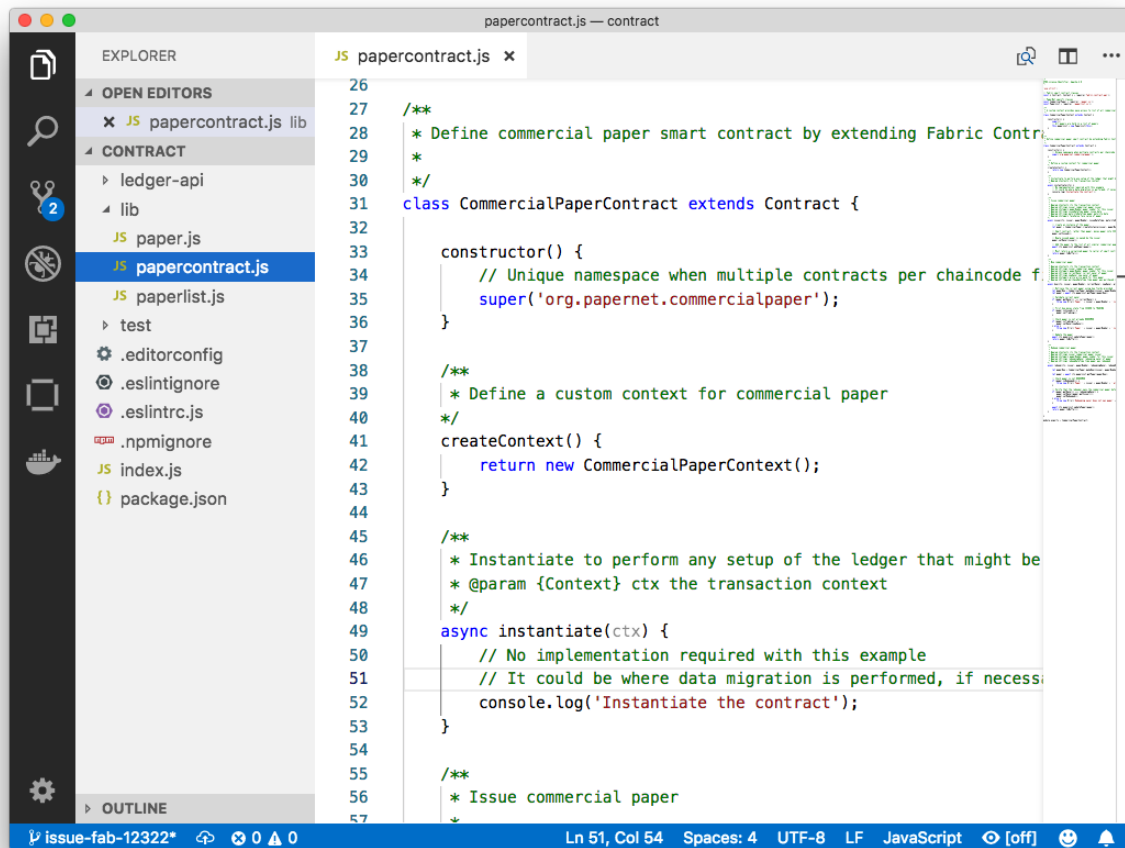 papercontract.js — contract
EXPLORER
OPEN EDITORS
JS papercontract.js lib
CONTRACT
ledger-api
lib
JS paper.js
JS papercontract.js
JS paperlist.js
test
.editorconfig
.eslintignore
.eslintrc.js
.npmignore
JS index.js
{} package.json
OUTLINE
2
JS papercontract.js
26
27 /**
28 * Define commercial paper smart contract by extending Fabric Contr
29 *
30 */
31 class CommercialPaperContract extends Contract {
32
33 constructor() {
34 // Unique namespace when multiple contracts per chaincode f
35 super('org.papernet.commercialpaper');
36 }
37
38 /**
39 * Define a custom context for commercial paper
40 */
41 createContext() {
42 return new CommercialPaperContext();
43 }
44
45 /**
46 * Instantiate to perform any setup of the ledger that might be
47 * @param {Context} ctx the transaction context
48 */
49 async instantiate(ctx) {
50 // No implementation required with this example
51 // It could be where data migration is performed, if necessa
52 console.log('Instantiate the contract');
53 }
54
55 /**
56 * Issue commercial paper
57 *
issue-fab-12322* 0 0 Ln 51, Col 54 Spaces: 4 UTF-8 LF JavaScript [off]